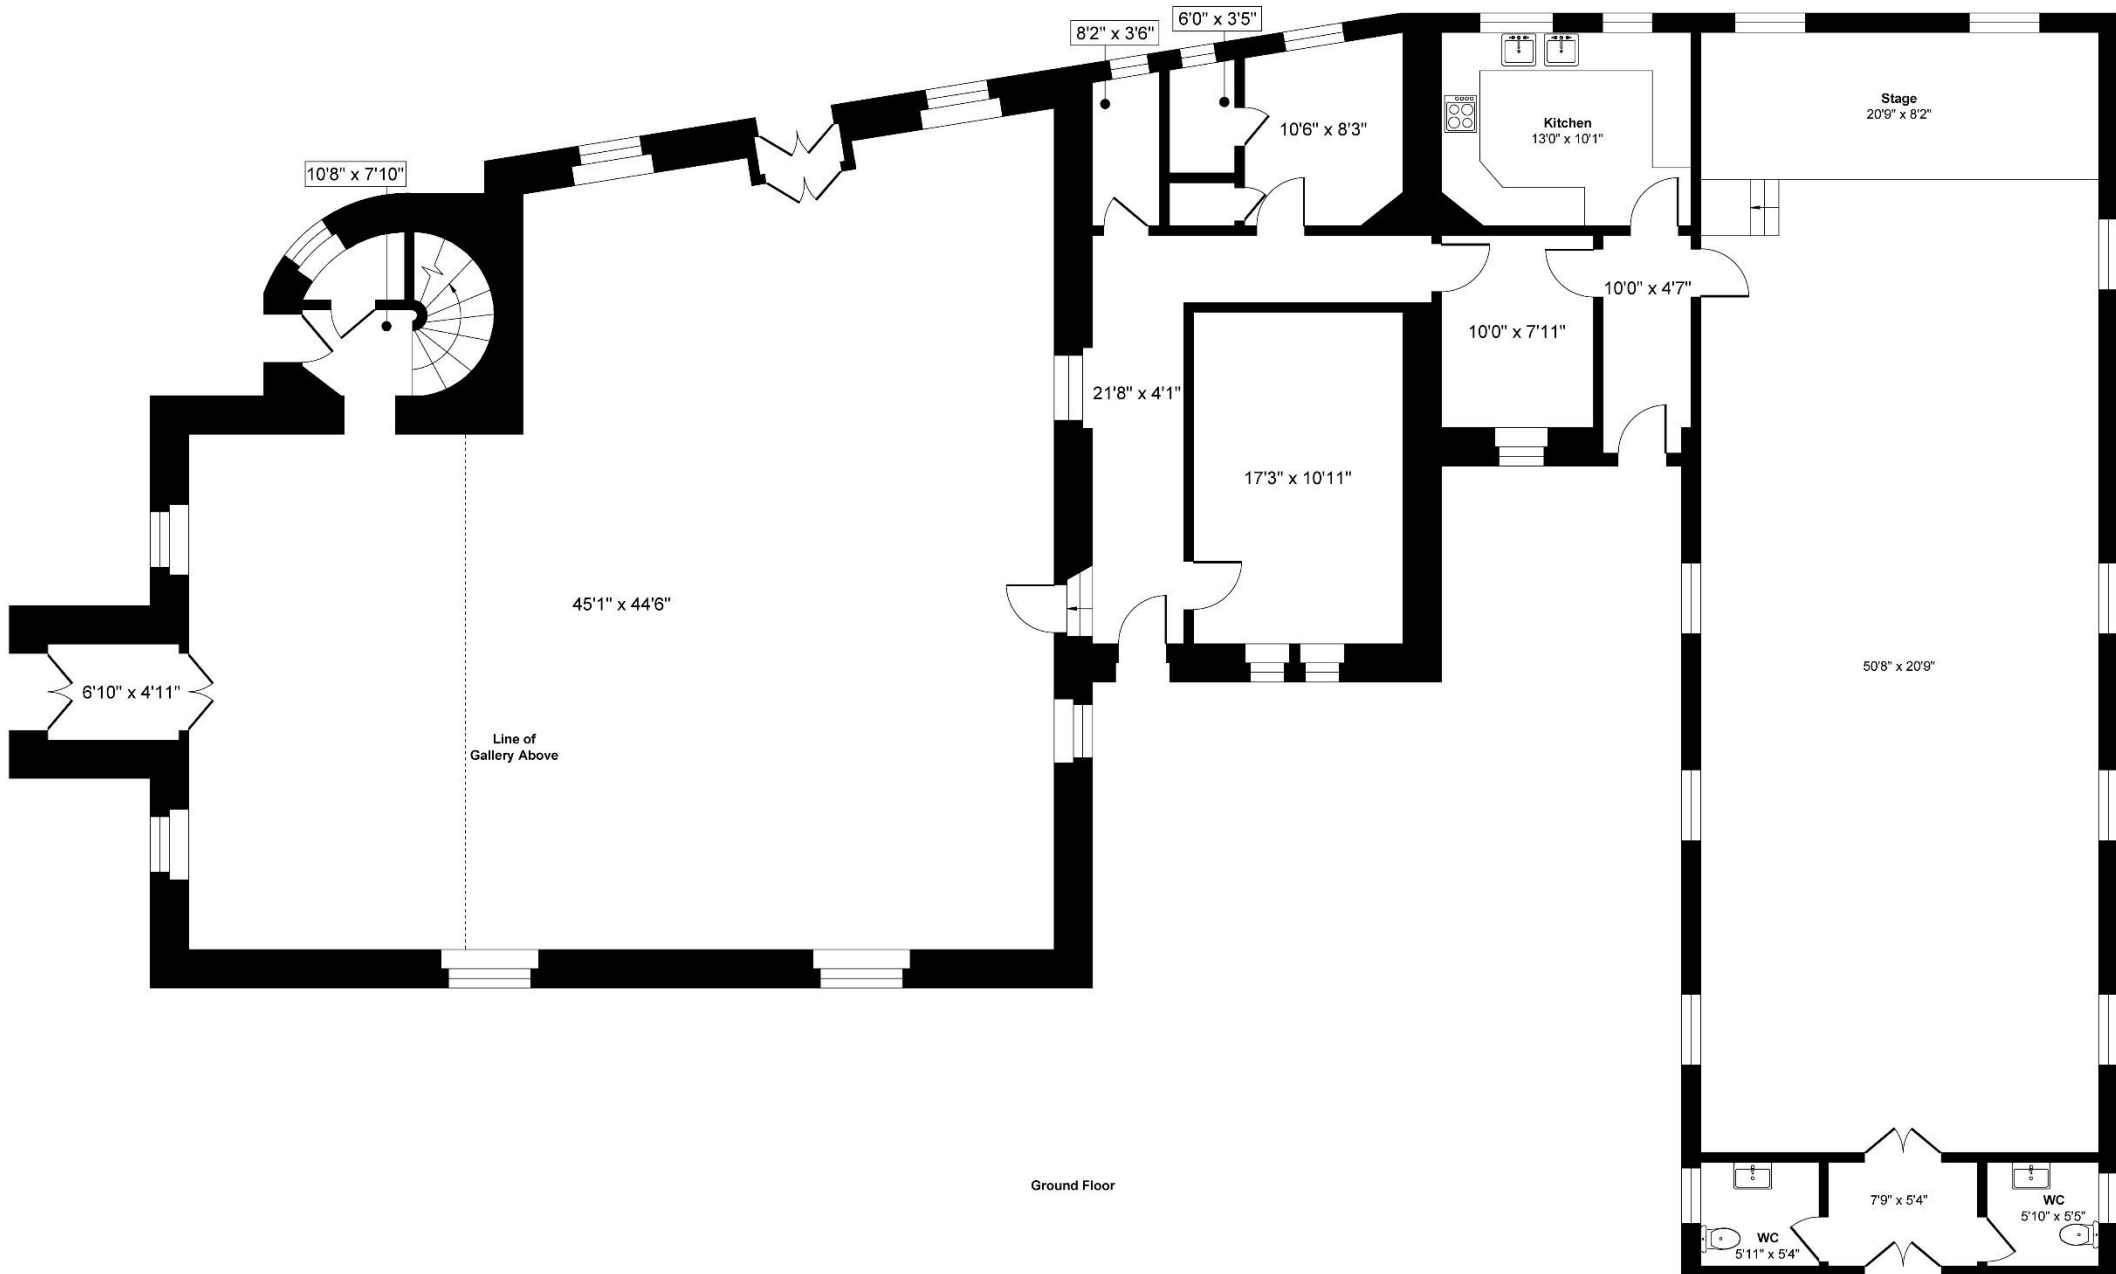 8'2" x 3'6"
6'0" x 3'5"
10'6" x 8'3"
Kitchen
13'0" x 10'1"
Stage
20'9" x 8'2"
10'8" x 7'10"
10'0" x 4'7"
10'0" x 7'11"
21'8" x 4'1"
17'3" x 10'11"
45'1" x 44'6"
50'8" x 20'9"
6'10" x 4'11"
Line of
Gallery Above
Ground Floor
WC
5'11" x 5'4"
7'9" x 5'4"
WC
5'10" x 5'5"